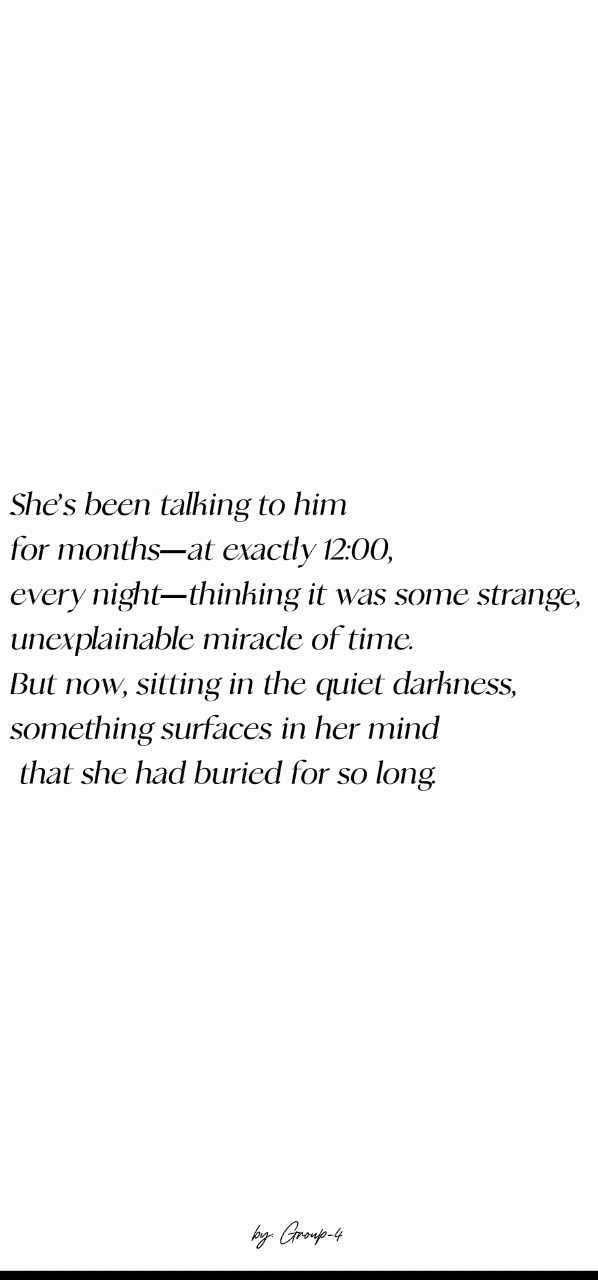 She's been talking to him
for months—at exactly 12:00,
every night—thinking it was some strange,
unexplainable miracle of time.
But now, sitting in the quiet darkness,
something surfaces in her mind
that she had buried for so long.
by: Group-4